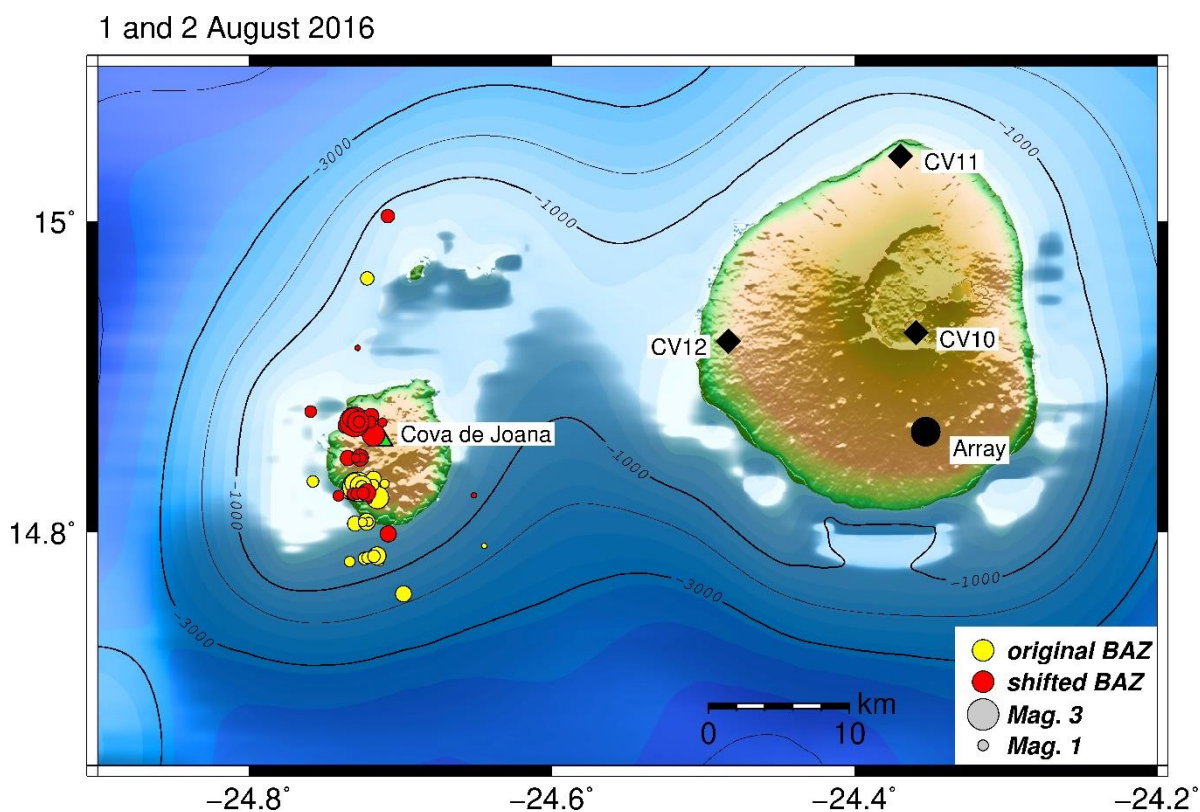 1 and 2 August 2016
-3000
-1000
-1000
CV11
15°
CV12
CV10
Cova de Joana
Array
-1000
-1000
14.8°
-3000
-1000
-3000
original BAZ
shifted BAZ
Mag. 3
Mag. 1
km
0 10
-24.8° -24.6° -24.4° -24.2°